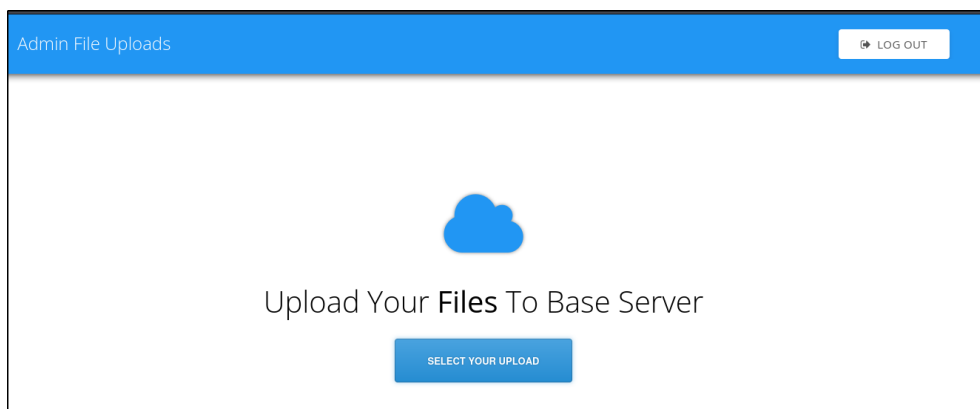 Admin File Uploads
LOG OUT
Upload Your Files To Base Server
SELECT YOUR UPLOAD